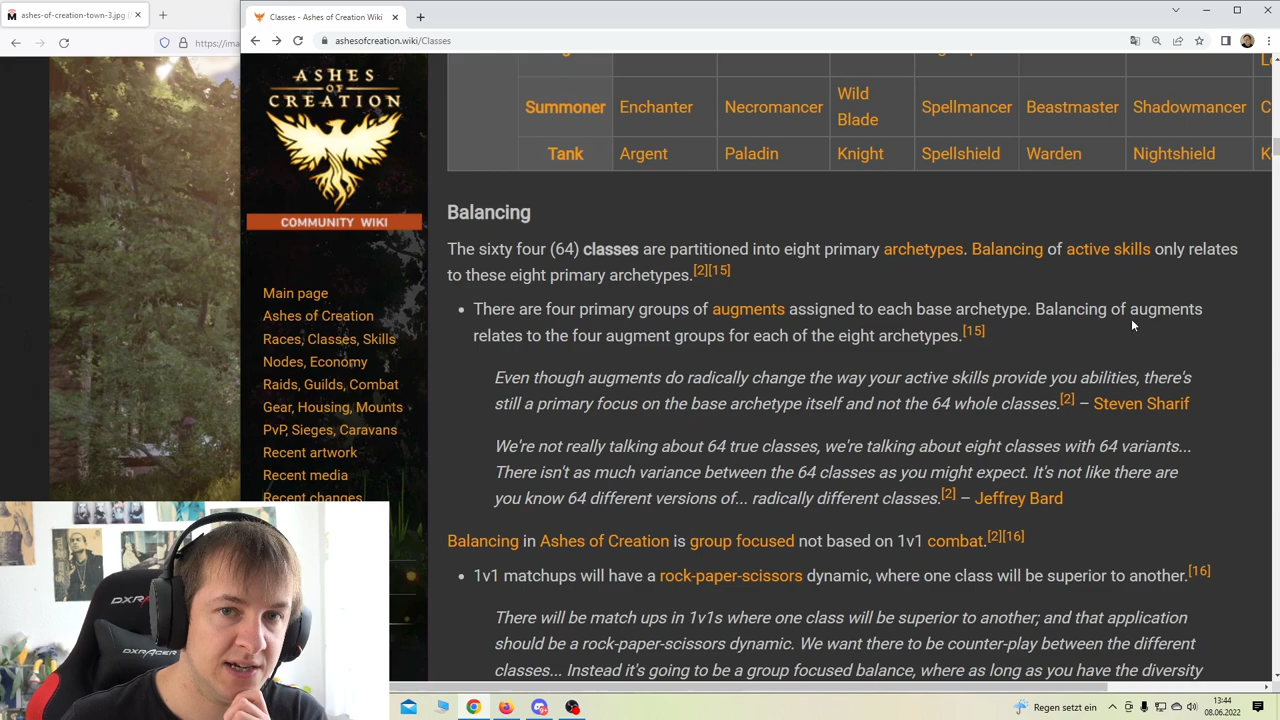 ashes-of-creation-town-3.jpg
Classes - Ashes of Creation Wiki
https://ima
ashesofcreation.wiki/Classes
ASHES
OF
CREATION
COMMUNITY WIKI
Main page
Ashes of Creation
Races, Classes, Skills
Nodes, Economy
Raids, Guilds, Combat
Gear, Housing, Mounts
PvP, Sieges, Caravans
Recent artwork
Recent media
Recent changes
Summoner Enchanter Necromancer Wild Blade Spellmancer Beastmaster Shadowmancer C
Tank Argent Paladin Knight Spellshield Warden Nightshield K
Balancing
The sixty four (64) classes are partitioned into eight primary archetypes. Balancing of active skills only relates
to these eight primary archetypes.[2][15]
There are four primary groups of augments assigned to each base archetype. Balancing of augments
relates to the four augment groups for each of the eight archetypes.[15]
Even though augments do radically change the way your active skills provide you abilities, there's
still a primary focus on the base archetype itself and not the 64 whole classes.[2] – Steven Sharif
We're not really talking about 64 true classes, we're talking about eight classes with 64 variants...
There isn't as much variance between the 64 classes as you might expect. It's not like there are
you know 64 different versions of... radically different classes.[2] – Jeffrey Bard
Balancing in Ashes of Creation is group focused not based on 1v1 combat.[2][16]
1v1 matchups will have a rock-paper-scissors dynamic, where one class will be superior to another.[16]
There will be match ups in 1v1s where one class will be superior to another; and that application
should be a rock-paper-scissors dynamic. We want there to be counter-play between the different
classes... Instead it's going to be a group focused balance, where as long as you have the diversity
DXRACER
Regen setzt ein
13:44
08.06.2022